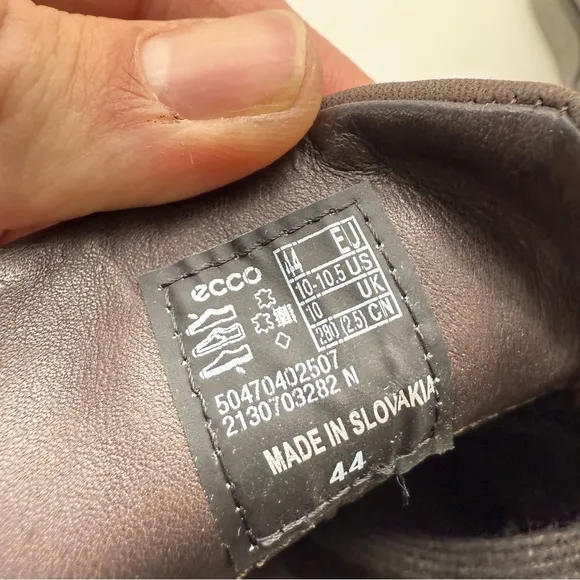 ecco
44 EU
10-10.5 US
10 UK
280 (2.5) CN
50470402507
2130703282 N
MADE IN SLOVAKIA
44